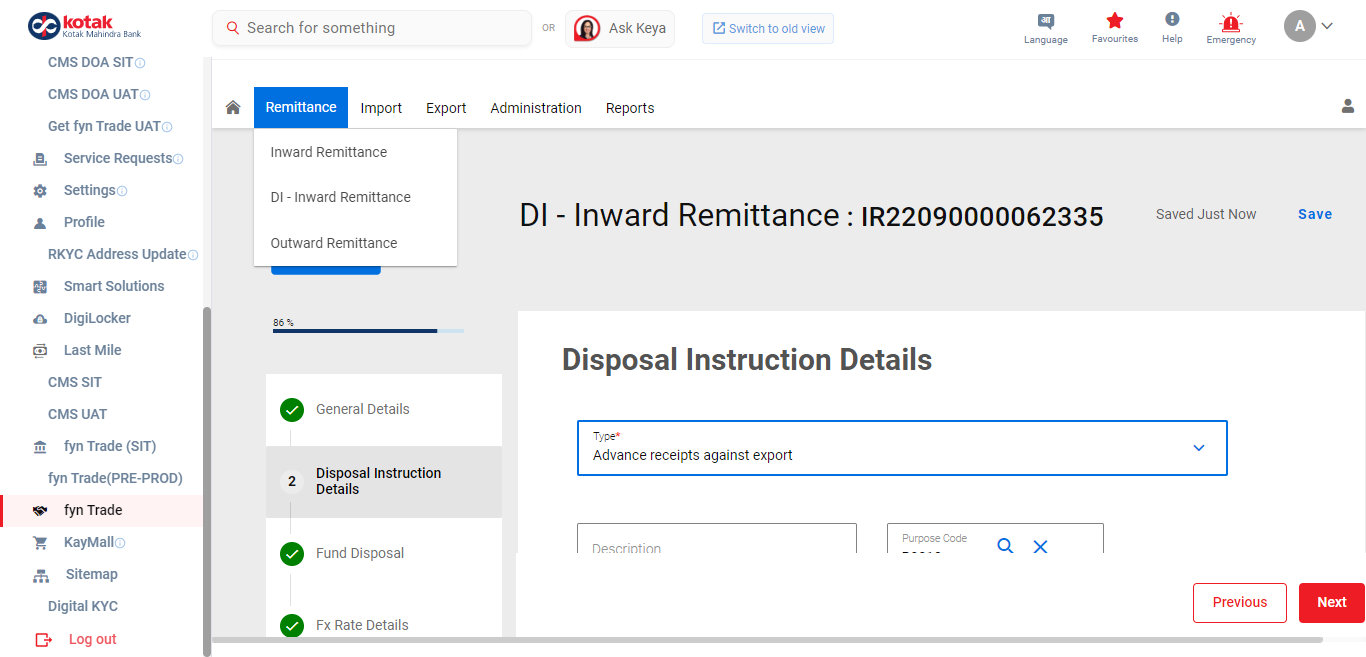 kotak
Kotak Mahindra Bank
Search for something
OR
Ask Keya
Switch to old view
Language
Favourites
Help
Emergency
A
CMS DOA SIT
CMS DOA UAT
Get fyn Trade UAT
Service Requests
Settings
Profile
RKYC Address Update
Smart Solutions
DigiLocker
Last Mile
CMS SIT
CMS UAT
fyn Trade (SIT)
fyn Trade(PRE-PROD)
fyn Trade
KayMall
Sitemap
Digital KYC
Log out
Remittance
Import
Export
Administration
Reports
Inward Remittance
DI - Inward Remittance
Outward Remittance
DI - Inward Remittance : IR22090000062335
Saved Just Now
Save
86 %
General Details
2
Disposal Instruction
Details
Fund Disposal
Fx Rate Details
Disposal Instruction Details
Type*
Advance receipts against export
Description
Purpose Code
Previous
Next